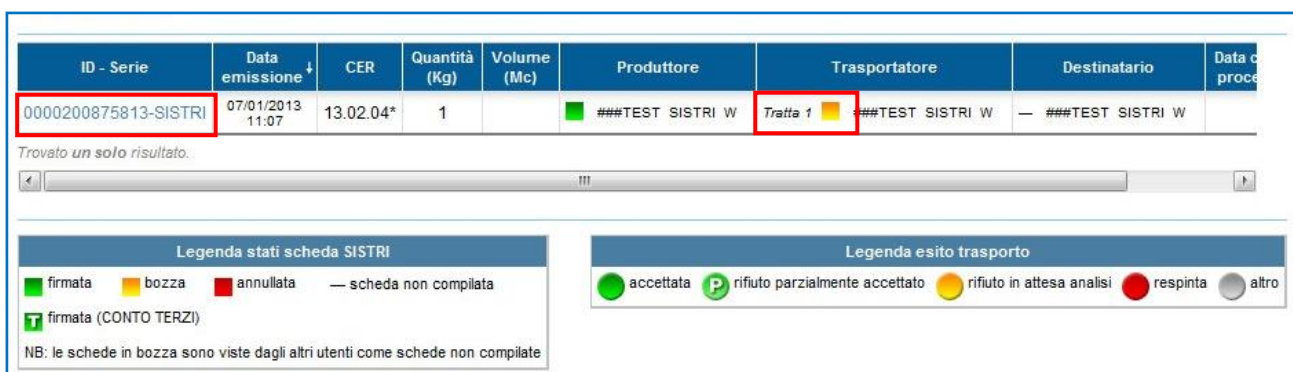 ID - Serie Data emissione ↓ CER Quantità (Kg) Volume (Mc) Produttore Trasportatore Destinatario Data c proce
0000200875813-SISTRI 07/01/2013 11:07 13.02.04* 1 ###TEST SISTRI W Tratta 1 ###TEST SISTRI W — ###TEST SISTRI W
Trovato un solo risultato.
Legenda stati scheda SISTRI
firmata bozza annullata — scheda non compilata
T firmata (CONTO TERZI)
NB: le schede in bozza sono viste dagli altri utenti come schede non compilate
Legenda esito trasporto
accettata P rifiuto parzialmente accettato rifiuto in attesa analisi respinta altro